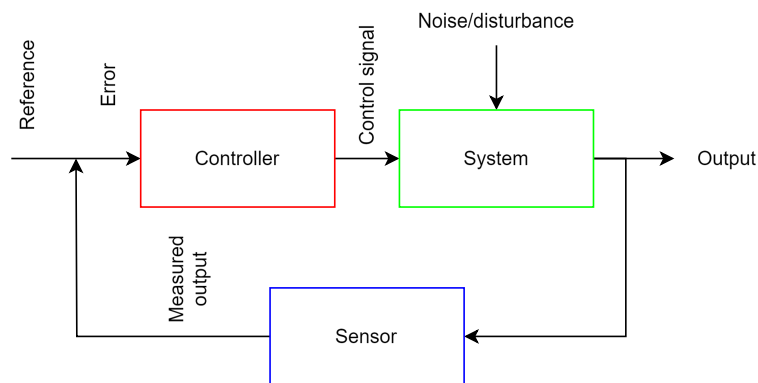 Noise/disturbance
Reference
Error
Control signal
Controller
System
Output
Measured
output
Sensor